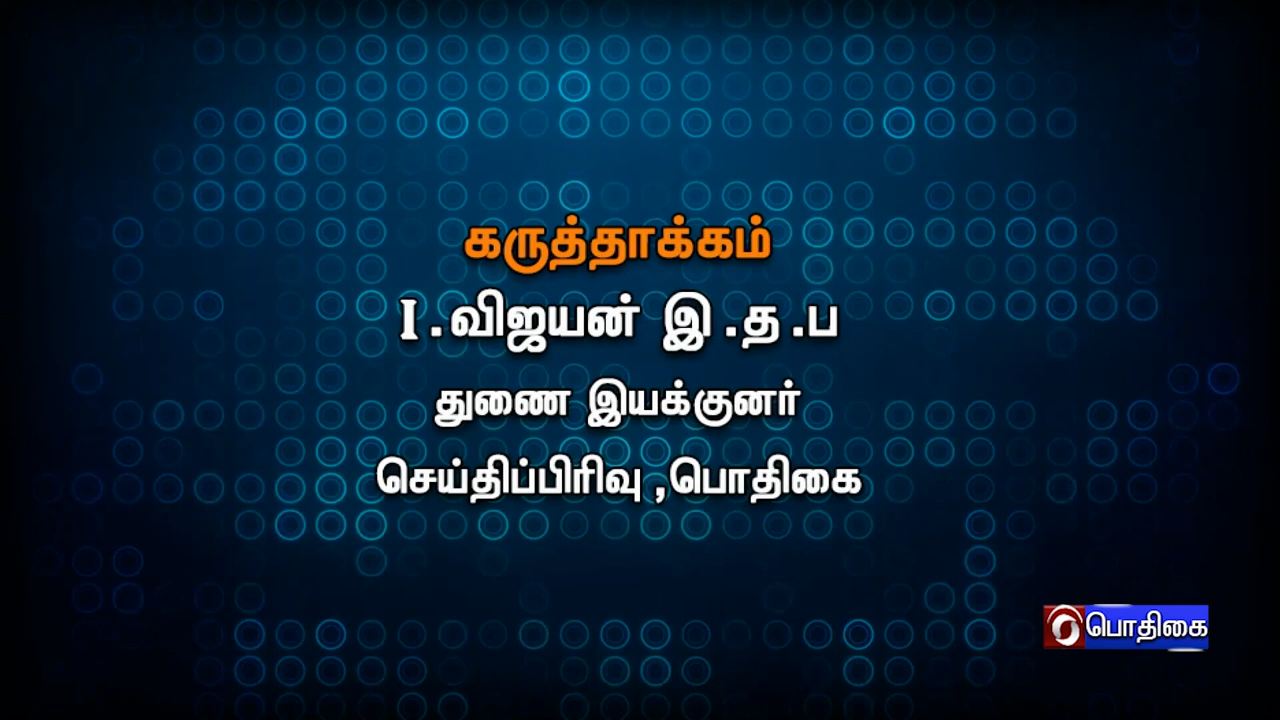 கருத்தாக்கம்
I.விஜயன் இ.த.ப
துணை இயக்குனர்
செய்திப்பிரிவு ,பொதிகை
பொதிகை